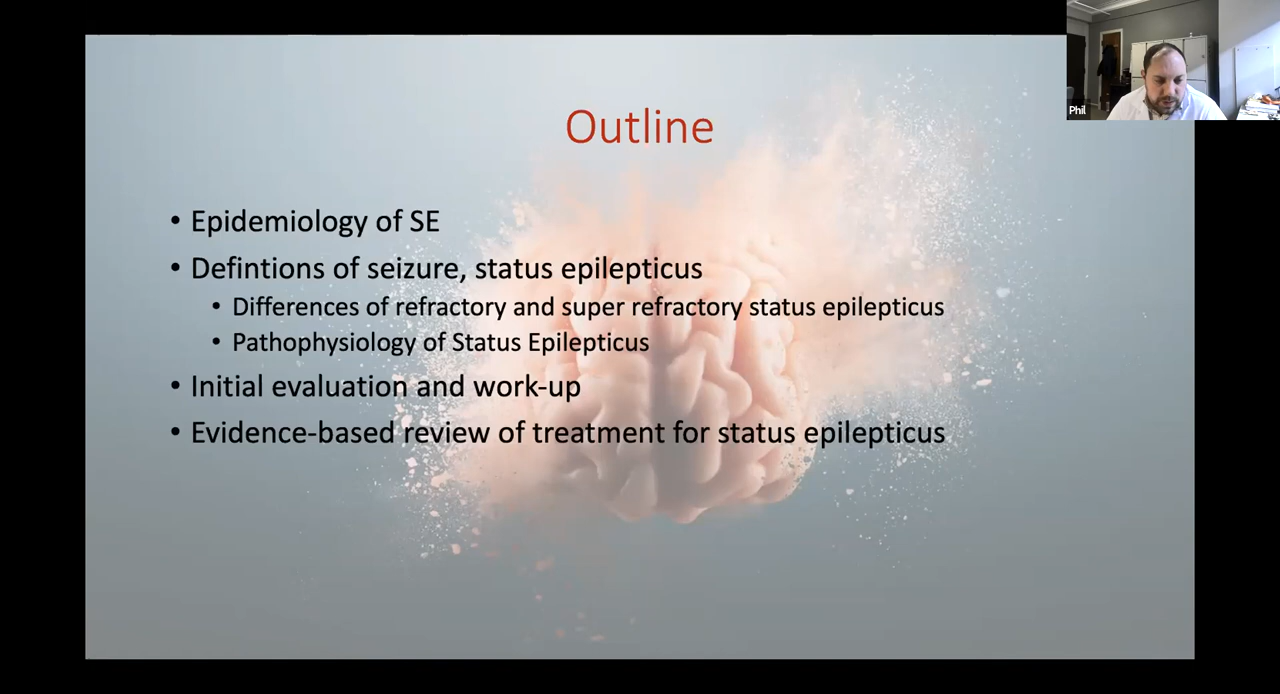 Outline
• Epidemiology of SE
• Defintions of seizure, status epilepticus
• Differences of refractory and super refractory status epilepticus
• Pathophysiology of Status Epilepticus
• Initial evaluation and work-up
• Evidence-based review of treatment for status epilepticus
Phil